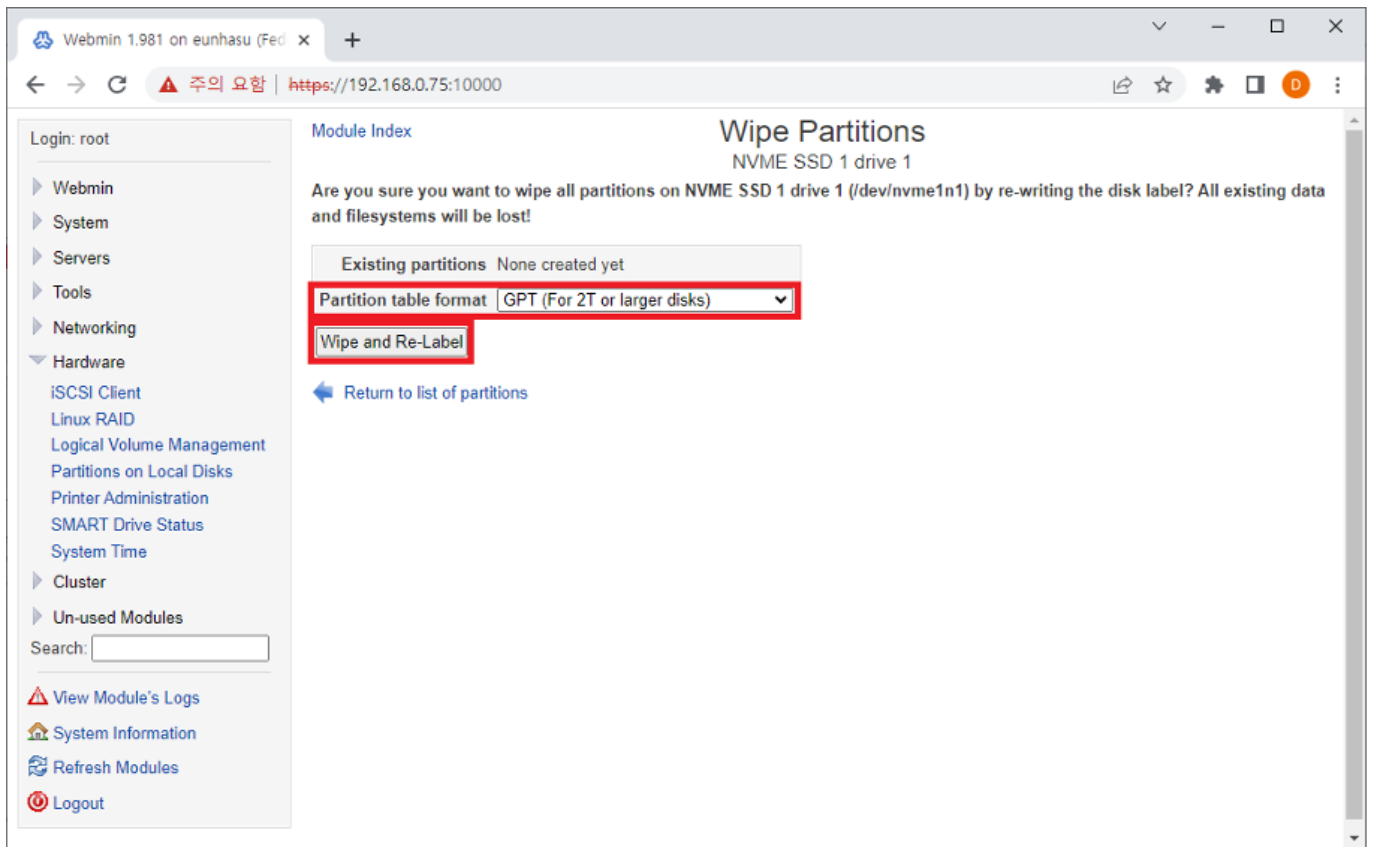 Webmin 1.981 on eunhasu (Fed
주의 요함 https://192.168.0.75:10000
D
Login: root
Webmin
System
Servers
Tools
Networking
Hardware
iSCSI Client
Linux RAID
Logical Volume Management
Partitions on Local Disks
Printer Administration
SMART Drive Status
System Time
Cluster
Un-used Modules
Search:
View Module's Logs
System Information
Refresh Modules
Logout
Module Index
Wipe Partitions
NVME SSD 1 drive 1
Are you sure you want to wipe all partitions on NVME SSD 1 drive 1 (/dev/nvme1n1) by re-writing the disk label? All existing data
and filesystems will be lost!
Existing partitions None created yet
Partition table format GPT (For 2T or larger disks)
Wipe and Re-Label
Return to list of partitions